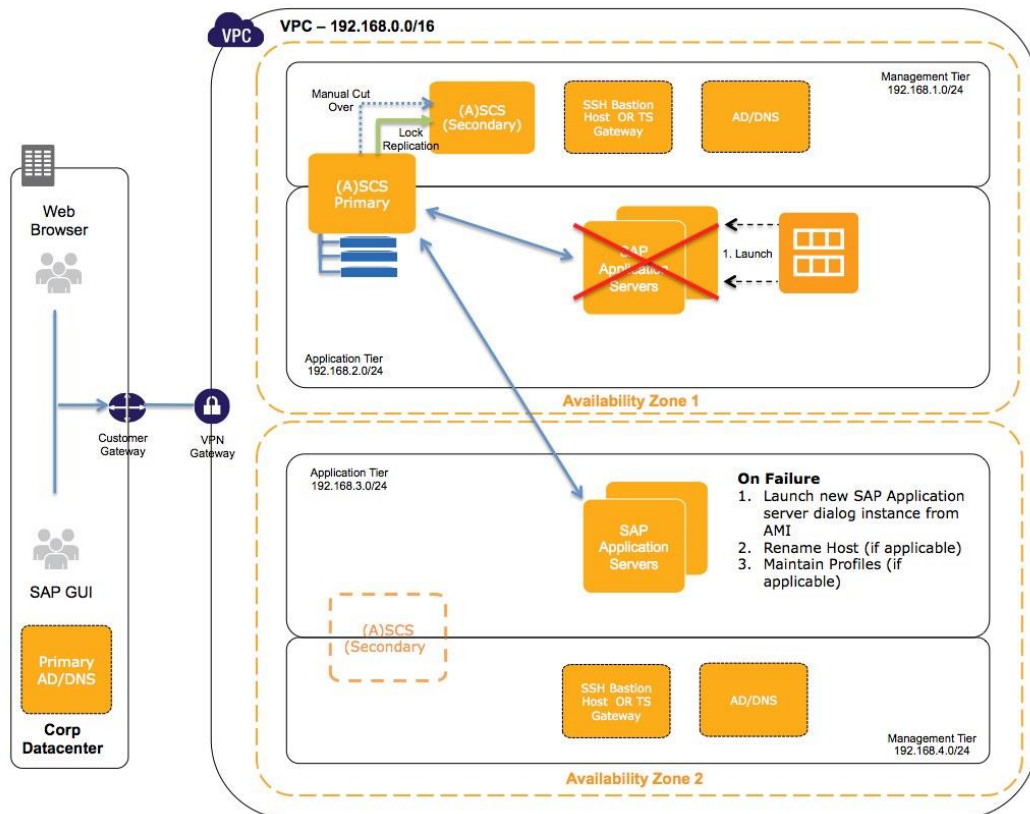 VPC
VPC – 192.168.0.0/16
Management Tier
192.168.1.0/24
Manual Cut
Over
(A)SCS
(Secondary)
Lock
Replication
SSH Bastion
Host OR TS
Gateway
AD/DNS
(A)SCS
Primary
SAP
Application
Servers
1. Launch
Application Tier
192.168.2.0/24
Availability Zone 1
Web
Browser
Customer
Gateway
VPN
Gateway
SAP GUI
Primary
AD/DNS
Corp
Datacenter
Application Tier
192.168.3.0/24
SAP
Application
Servers
On Failure
1. Launch new SAP Application
server dialog instance from
AMI
2. Rename Host (if applicable)
3. Maintain Profiles (if
applicable)
(A)SCS
(Secondary
SSH Bastion
Host OR TS
Gateway
AD/DNS
Management Tier
192.168.4.0/24
Availability Zone 2